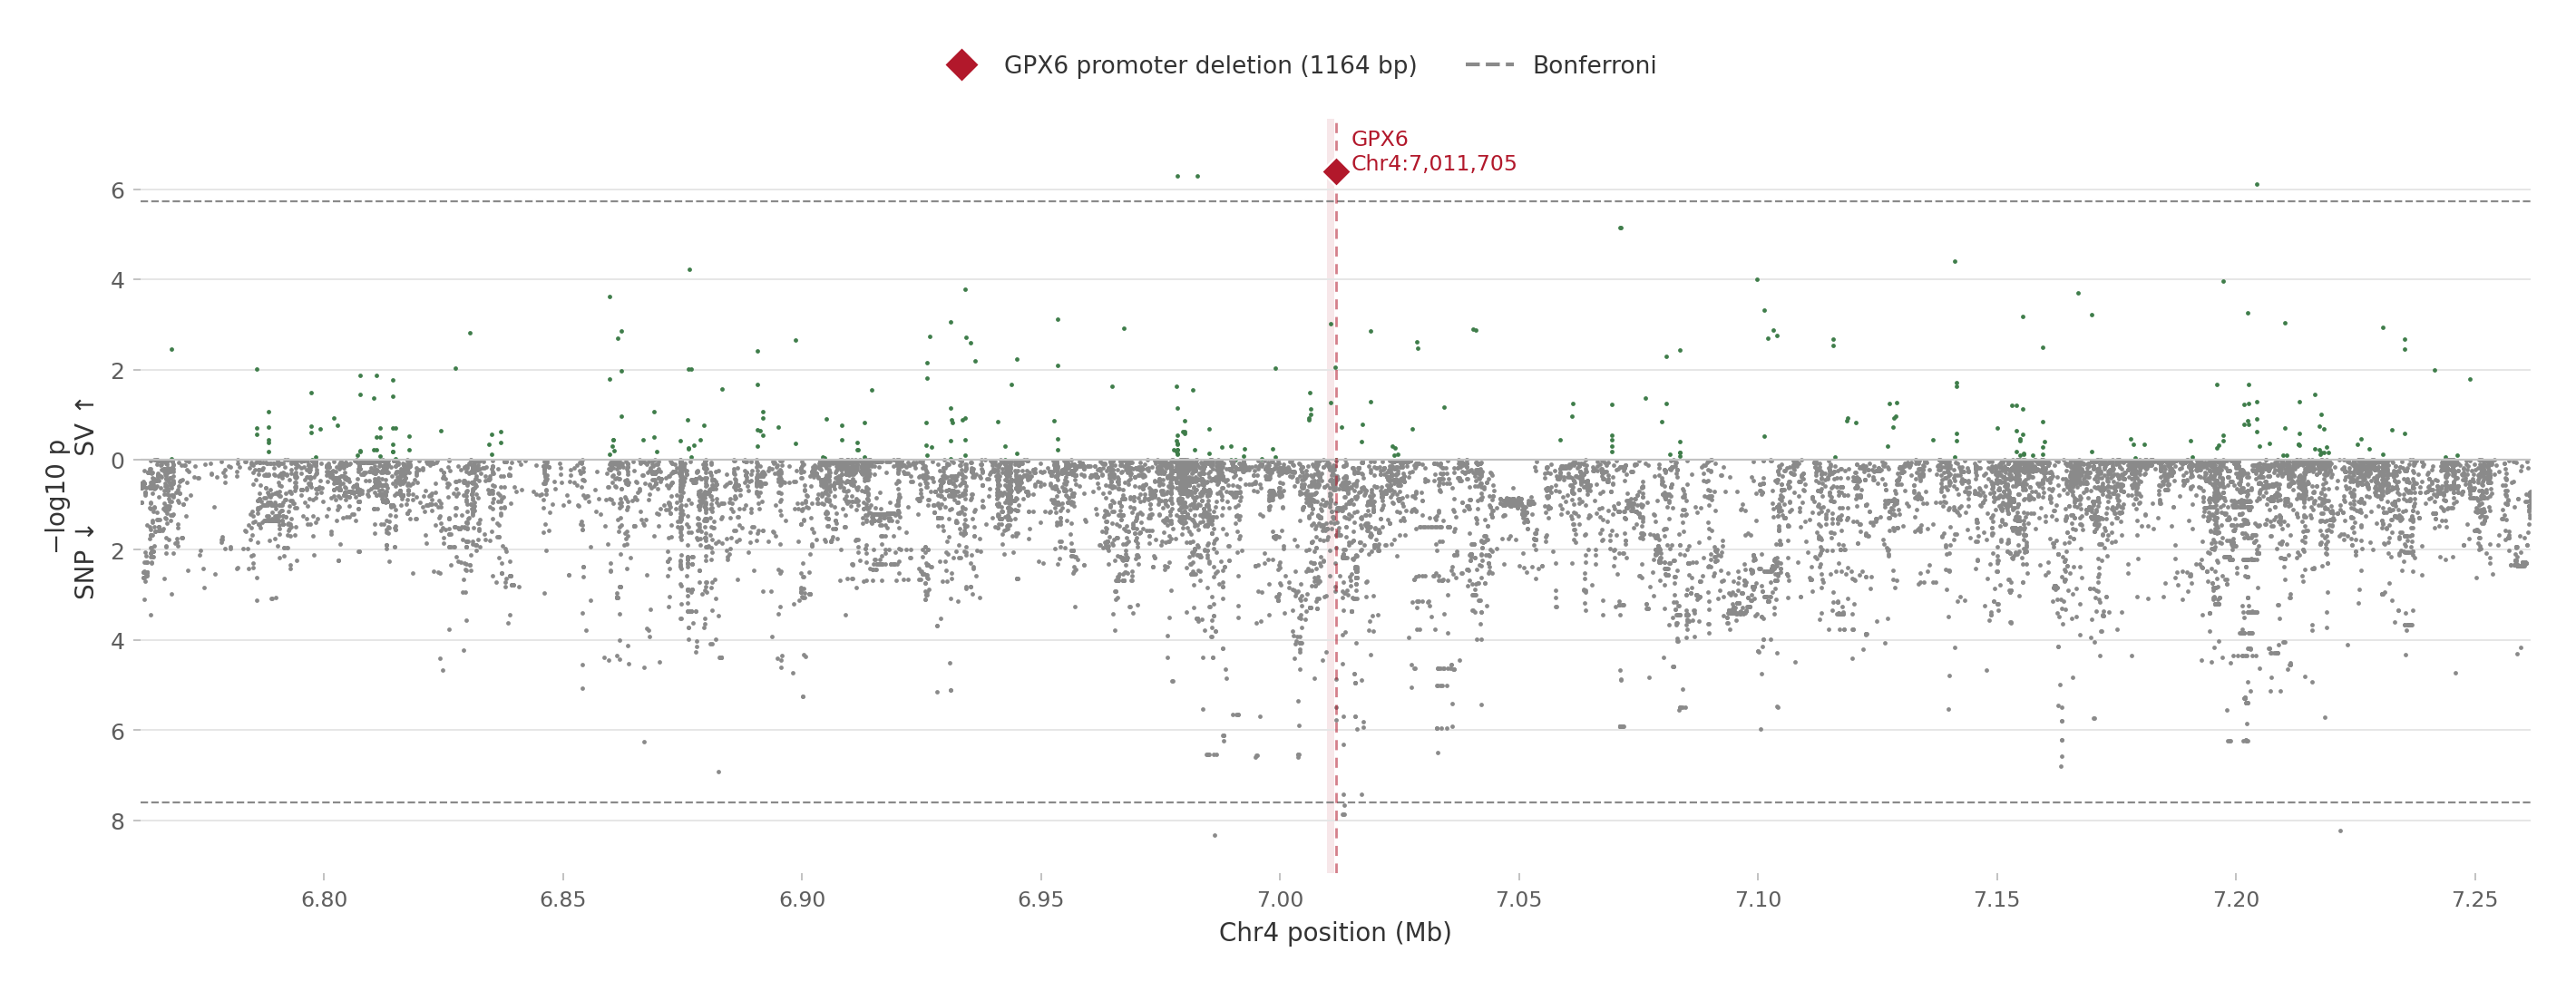 GPX6 promoter deletion (1164 bp)
Bonferroni
GPX6
Chr4:7,011,705
6
4
2
0
2
4
6
8
−log10 p
SNP ↓   SV ↑
6.80
6.85
6.90
6.95
7.00
7.05
7.10
7.15
7.20
7.25
Chr4 position (Mb)